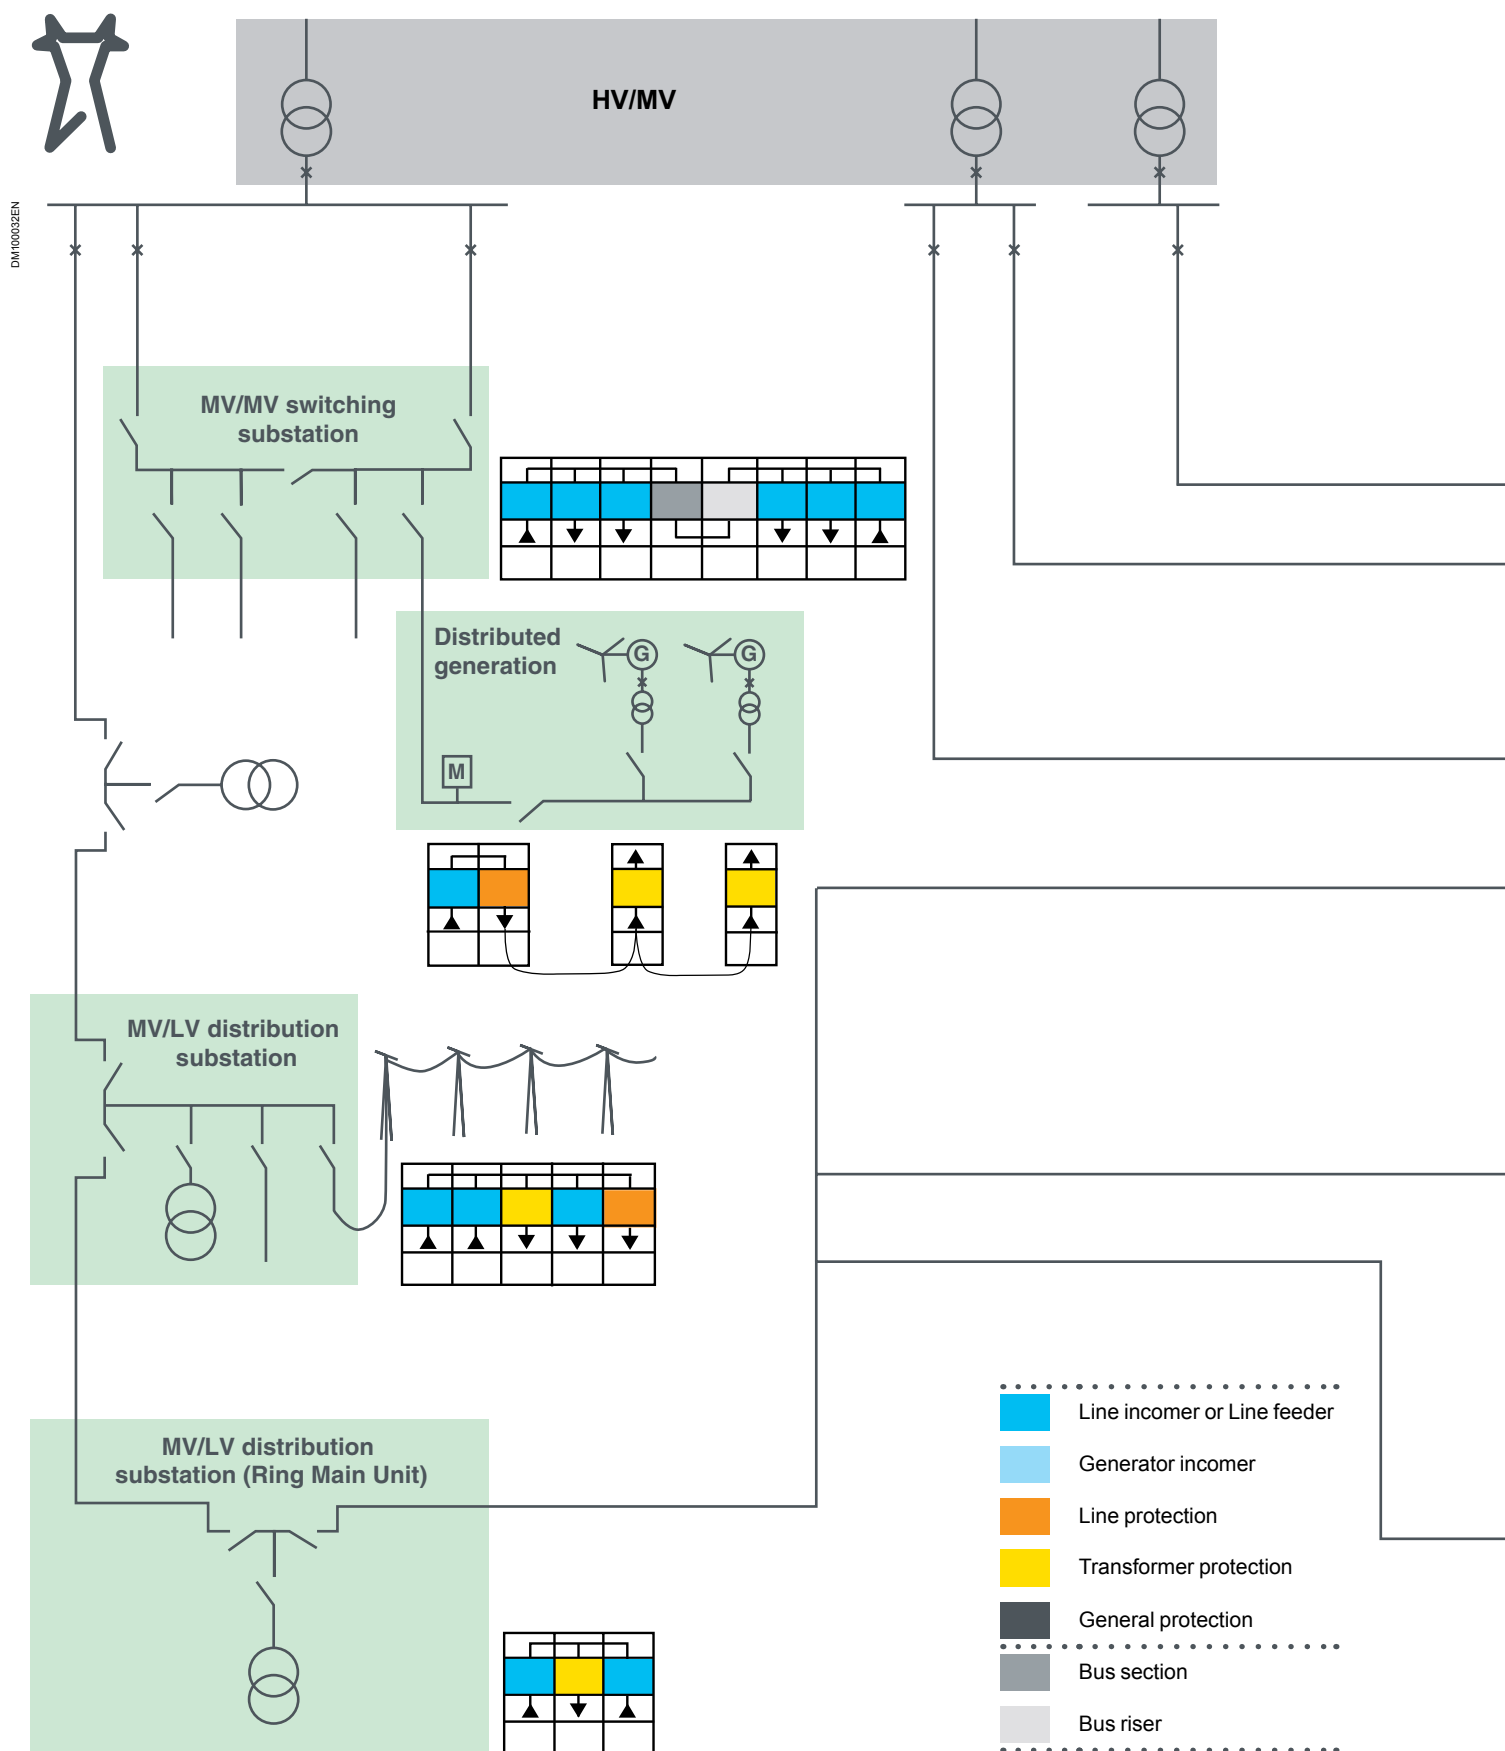 HV/MV
DM100032EN
MV/MV switching
substation
Distributed
generation
G
G
M
MV/LV distribution
substation
MV/LV distribution
substation (Ring Main Unit)
Line incomer or Line feeder
Generator incomer
Line protection
Transformer protection
General protection
Bus section
Bus riser